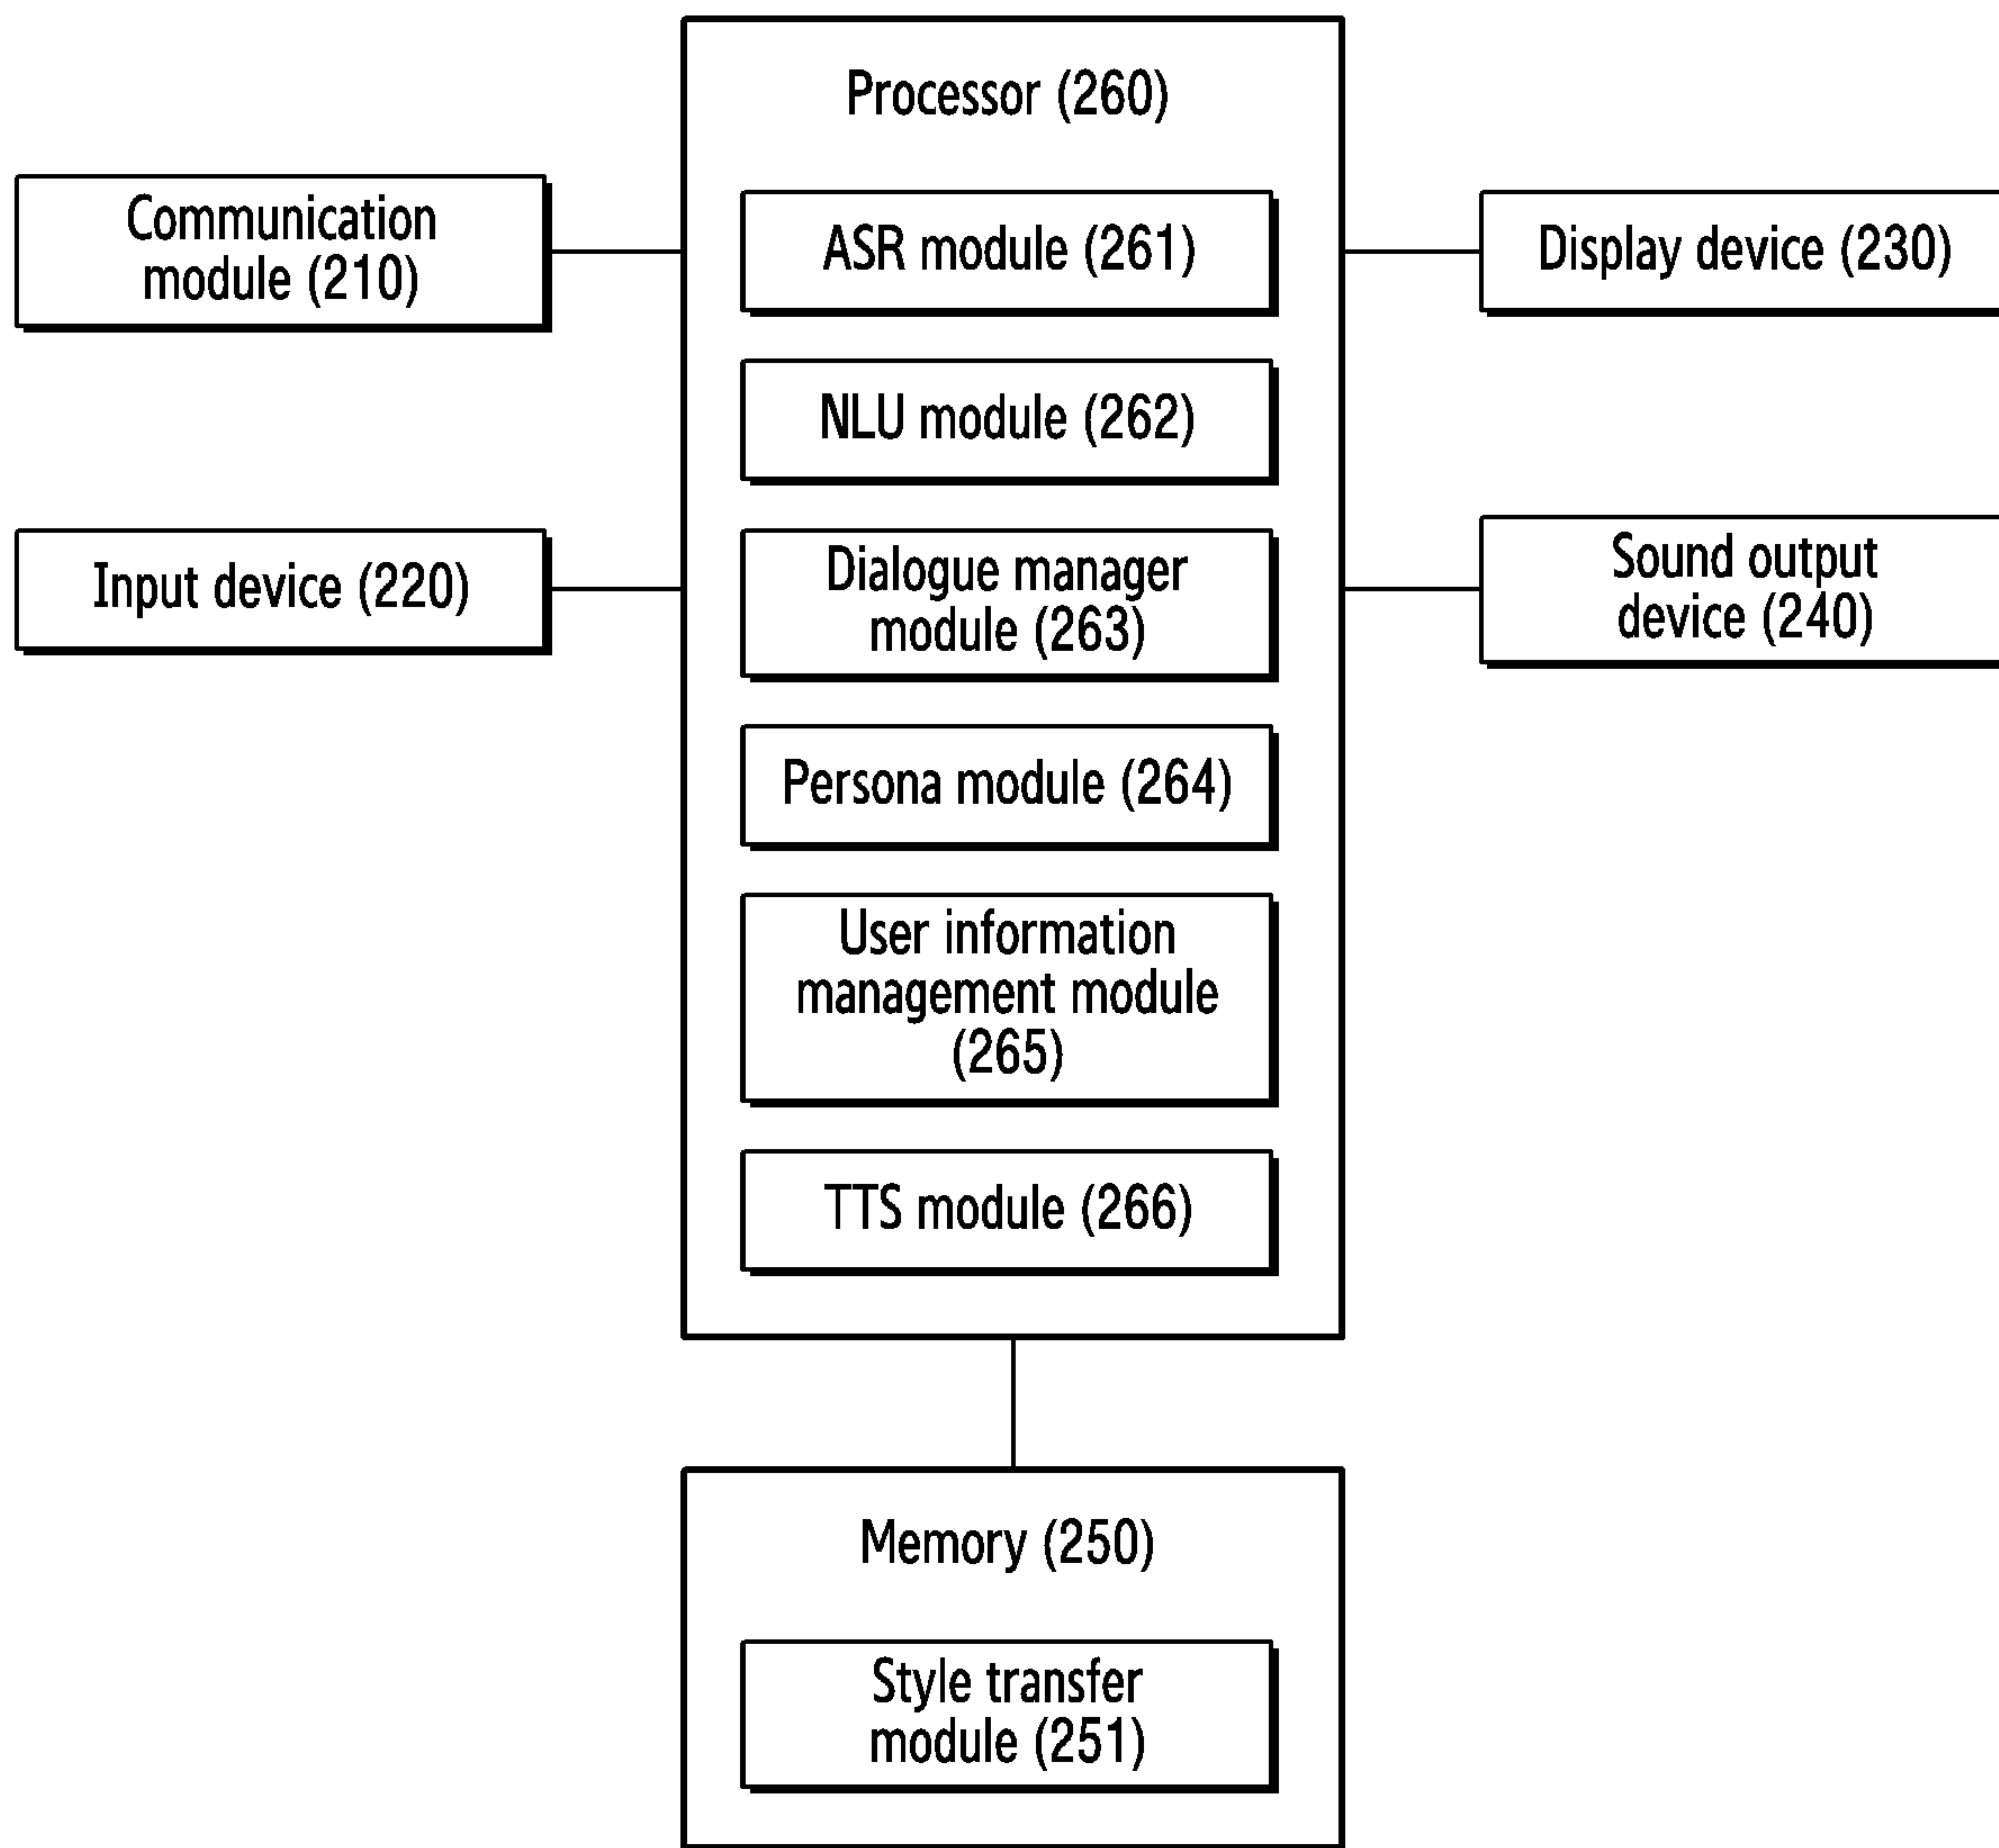 Processor (260)
Communication
module (210)
ASR module (261)
Display device (230)
NLU module (262)
Input device (220)
Dialogue manager
module (263)
Sound output
device (240)
Persona module (264)
User information
management module
(265)
TTS module (266)
Memory (250)
Style transfer
module (251)